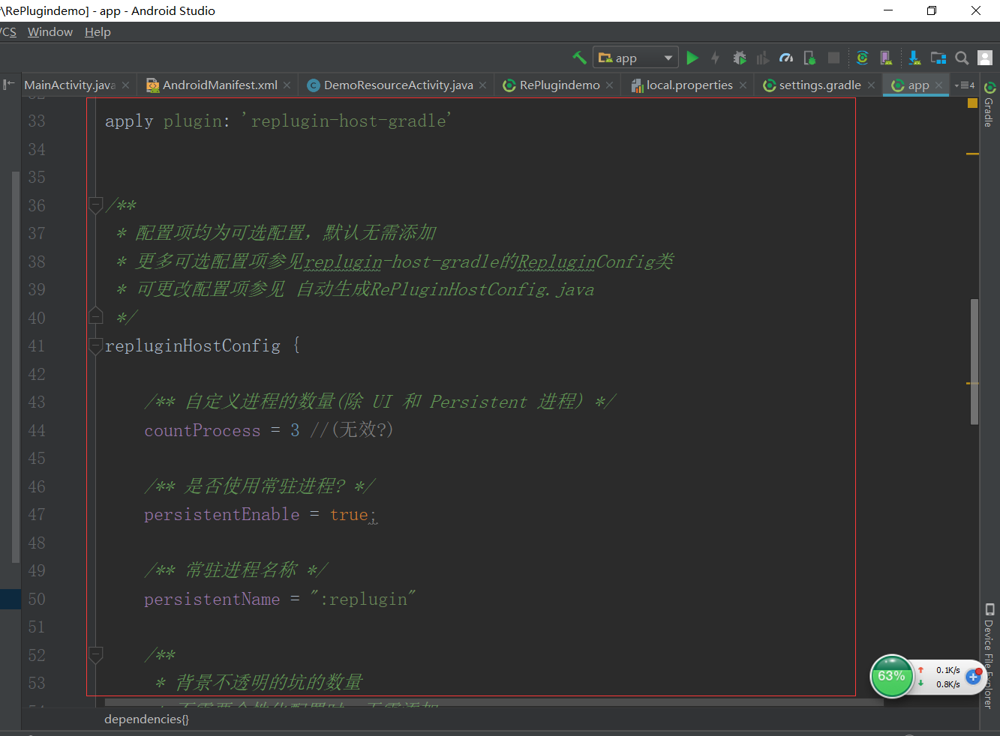 \RePlugindemo] - app - Android Studio
VCS Window Help
app
MainActivity.java AndroidManifest.xml DemoResourceActivity.java RePlugindemo local.properties settings.gradle app 4
Gradle
33 apply plugin: 'replugin-host-gradle'
34
35
36 /**
37 * 配置项均为可选配置，默认无需添加
38 * 更多可选配置项参见replugin-host-gradle的RepluginConfig类
39 * 可更改配置项参见 自动生成RePluginHostConfig.java
40 */
41 repluginHostConfig {
42
43 /** 自定义进程的数量(除 UI 和 Persistent 进程) */
44 countProcess = 3 //(无效?)
45
46 /** 是否使用常驻进程? */
47 persistentEnable = true;
48
49 /** 常驻进程名称 */
50 persistentName = ":replugin"
51
52 /**
53 * 背景不透明的坑的数量
Device File Explorer
63%
0.1K/s
0.8K/s
dependencies{}